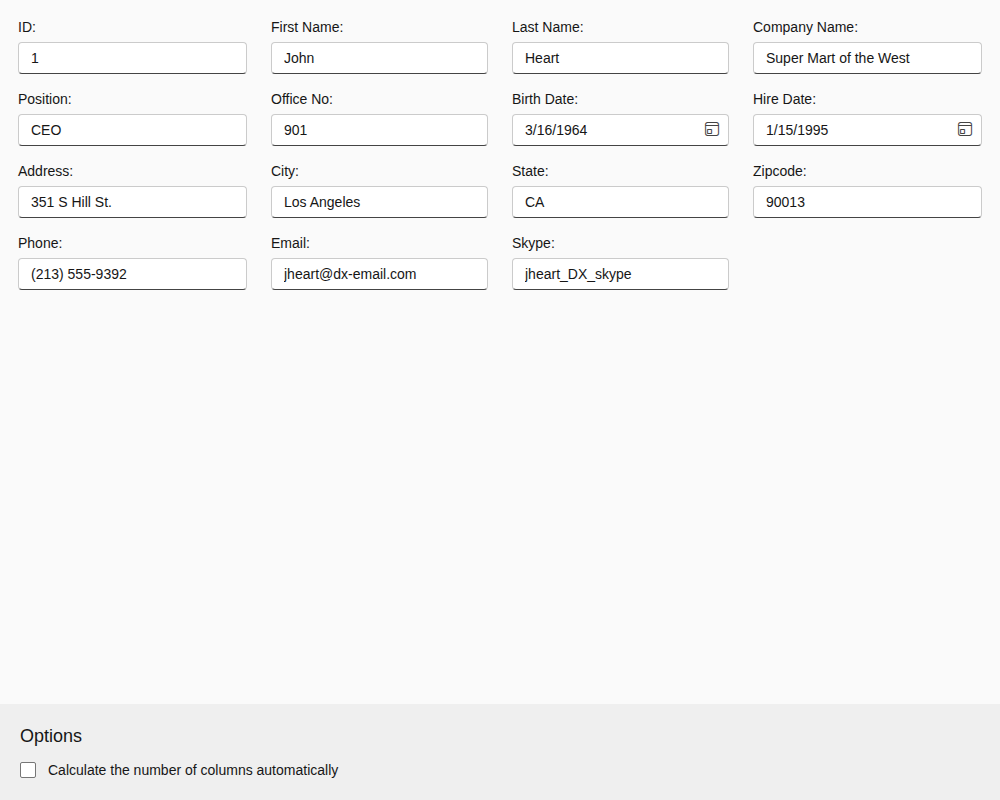 ID: First Name: Last Name: Company Name:
1 John Heart Super Mart of the West
Position: Office No: Birth Date: Hire Date:
CEO 901 3/16/1964 1/15/1995
Address: City: State: Zipcode:
351 S Hill St. Los Angeles CA 90013
Phone: Email: Skype:
(213) 555-9392 jheart@dx-email.com jheart_DX_skype
Options
Calculate the number of columns automatically